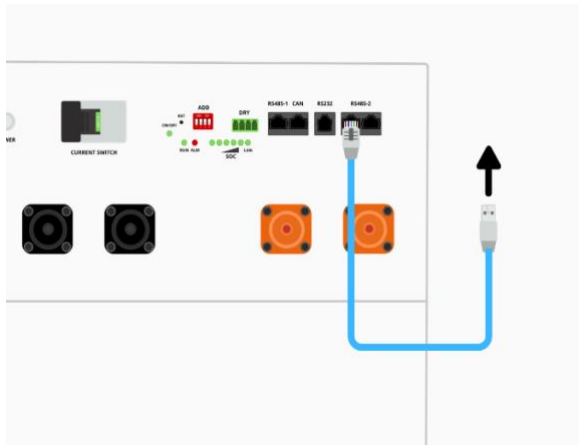 RS485-1 CAN RS232 RS485-2
ADD
DRY
RST
ON/OFF
CURRENT SWITCH
RUN ALM
SOC